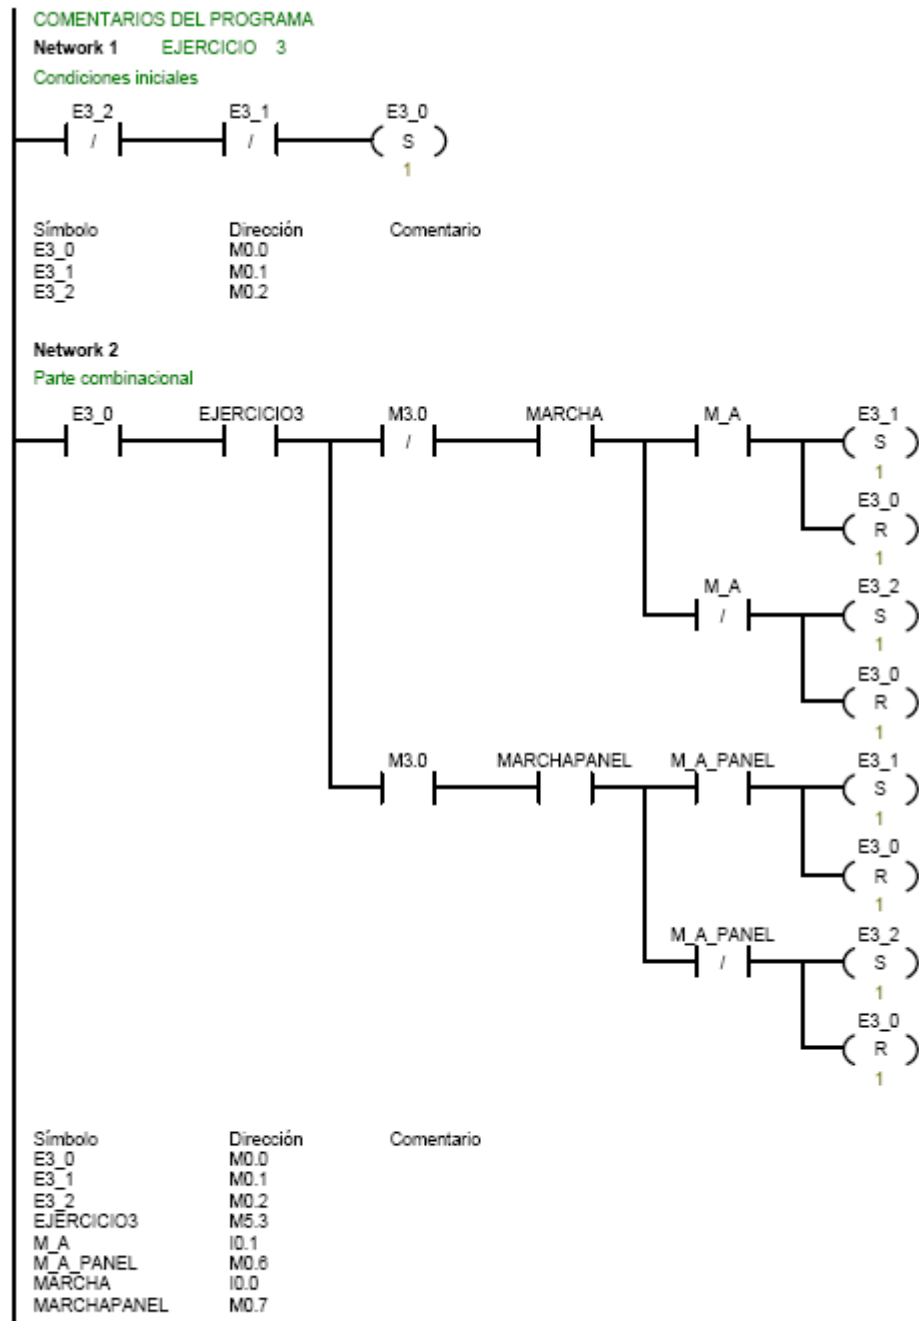 COMENTARIOS DEL PROGRAMA
Network 1 EJERCICIO 3
Condiciones iniciales
E3_2 E3_1 E3_0
/ / S
1
Símbolo Dirección Comentario
E3_0 M0.0
E3_1 M0.1
E3_2 M0.2
Network 2
Parte combinacional
E3_0 EJERCICIO3 M3.0 MARCHA M_A E3_1
/ S
1
E3_0
R
1
M_A E3_2
/ S
1
E3_0
R
1
M3.0 MARCHAPANEL M_A_PANEL E3_1
S
1
E3_0
R
1
M_A_PANEL E3_2
/ S
1
E3_0
R
1
Símbolo Dirección Comentario
E3_0 M0.0
E3_1 M0.1
E3_2 M0.2
EJERCICIO3 M5.3
M_A I0.1
M_A_PANEL M0.6
MARCHA I0.0
MARCHAPANEL M0.7